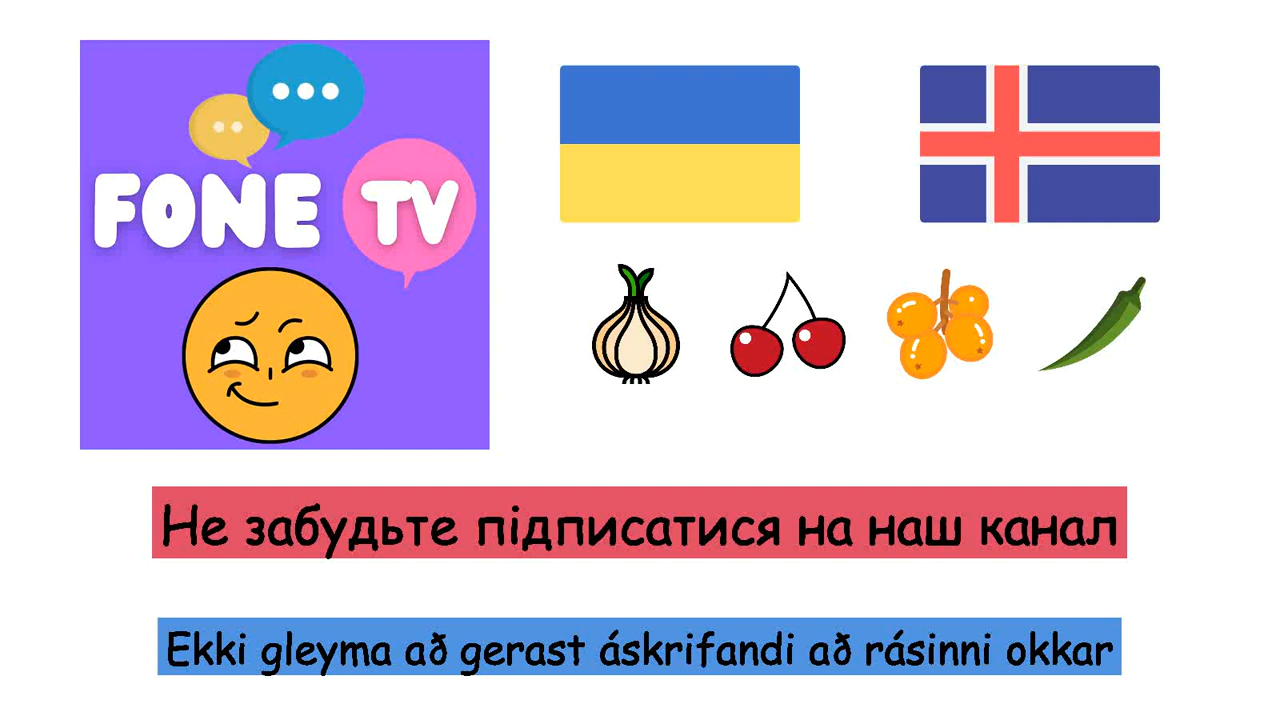 FONE TV
Не забудьте підписатися на наш канал
Ekki gleyma að gerast áskrifandi að rásinni okkar